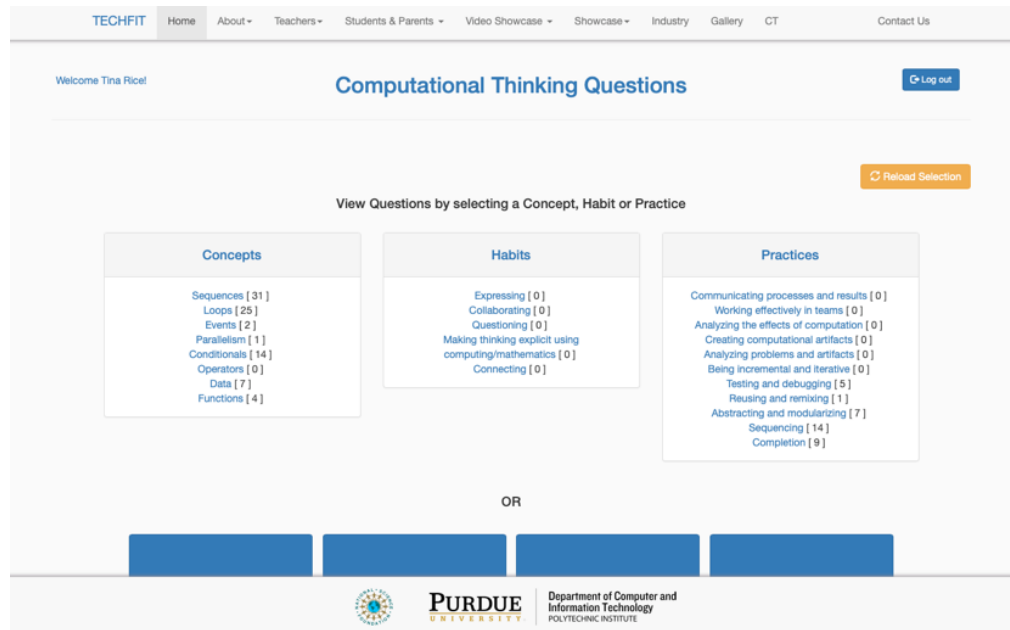 TECHFIT Home About Teachers Students & Parents Video Showcase Showcase Industry Gallery CT Contact Us
Welcome Tina Rice!
Computational Thinking Questions
Log out
Reload Selection
View Questions by selecting a Concept, Habit or Practice
Concepts
Sequences [ 31 ]
Loops [ 25 ]
Events [ 2 ]
Parallelism [ 1 ]
Conditionals [ 14 ]
Operators [ 0 ]
Data [ 7 ]
Functions [ 4 ]
Habits
Expressing [ 0 ]
Collaborating [ 0 ]
Questioning [ 0 ]
Making thinking explicit using
computing/mathematics [ 0 ]
Connecting [ 0 ]
Practices
Communicating processes and results [ 0 ]
Working effectively in teams [ 0 ]
Analyzing the effects of computation [ 0 ]
Creating computational artifacts [ 0 ]
Analyzing problems and artifacts [ 0 ]
Being incremental and iterative [ 0 ]
Testing and debugging [ 5 ]
Reusing and remixing [ 1 ]
Abstracting and modularizing [ 7 ]
Sequencing [ 14 ]
Completion [ 9 ]
OR
NATIONAL SCIENCE FOUNDATION
PURDUE
UNIVERSITY
Department of Computer and
Information Technology
POLYTECHNIC INSTITUTE